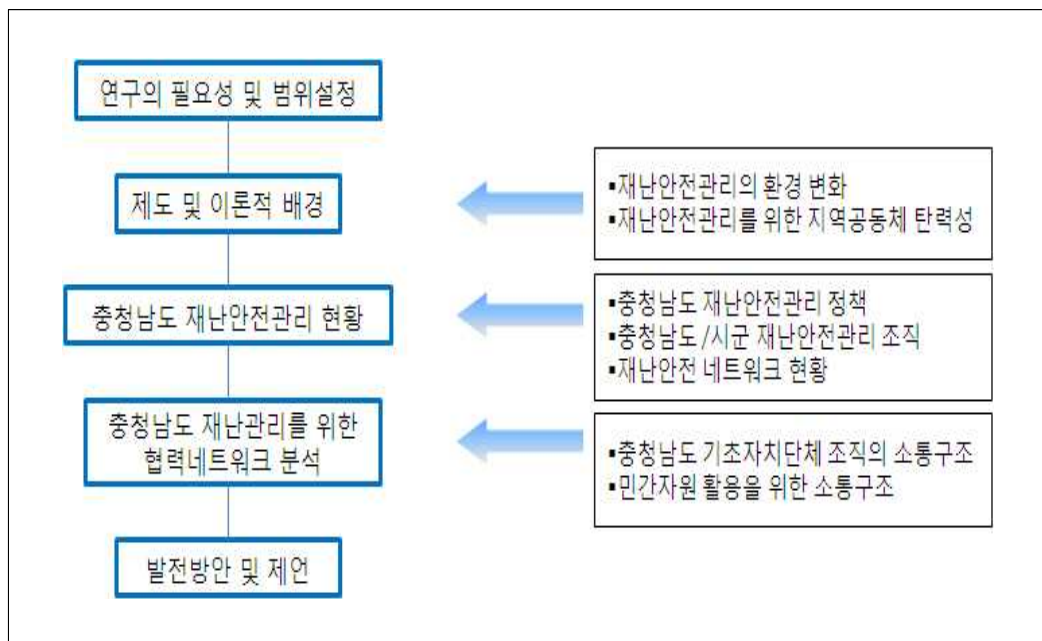 연구의 필요성 및 범위설정
제도 및 이론적 배경
▪재난안전관리의 환경 변화
▪재난안전관리를 위한 지역공동체 탄력성
충청남도 재난안전관리 현황
▪충청남도 재난안전관리 정책
▪충청남도 /시군 재난안전관리 조직
▪재난안전 네트워크 현황
충청남도 재난관리를 위한
협력네트워크 분석
▪충청남도 기초자치단체 조직의 소통구조
▪민간자원 활용을 위한 소통구조
발전방안 및 제언